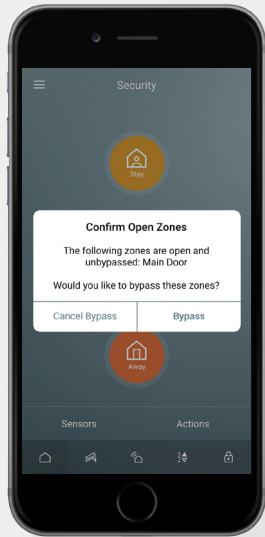 Security
Stay
Confirm Open Zones
The following zones are open and
unbypassed: Main Door
Would you like to bypass these zones?
Cancel Bypass Bypass
Away
Sensors Actions